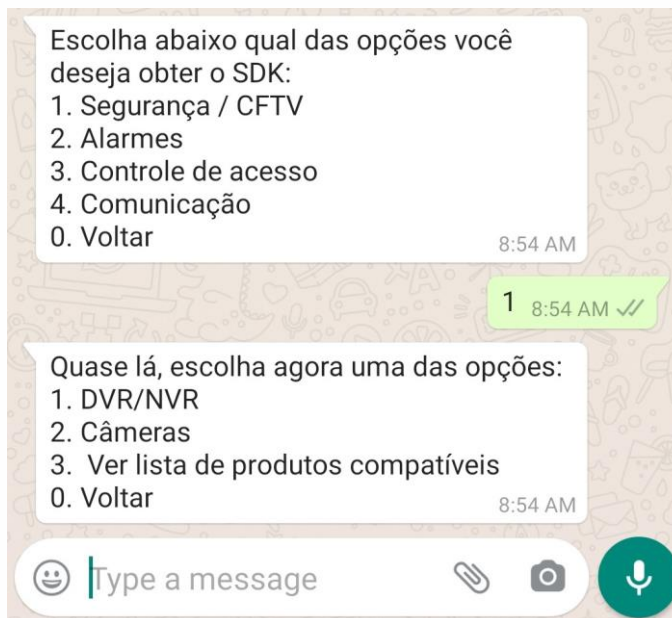 Escolha abaixo qual das opções você
deseja obter o SDK:
1. Segurança / CFTV
2. Alarmes
3. Controle de acesso
4. Comunicação
0. Voltar
8:54 AM
1 8:54 AM
Quase lá, escolha agora uma das opções:
1. DVR/NVR
2. Câmeras
3.  Ver lista de produtos compatíveis
0. Voltar
8:54 AM
Type a message